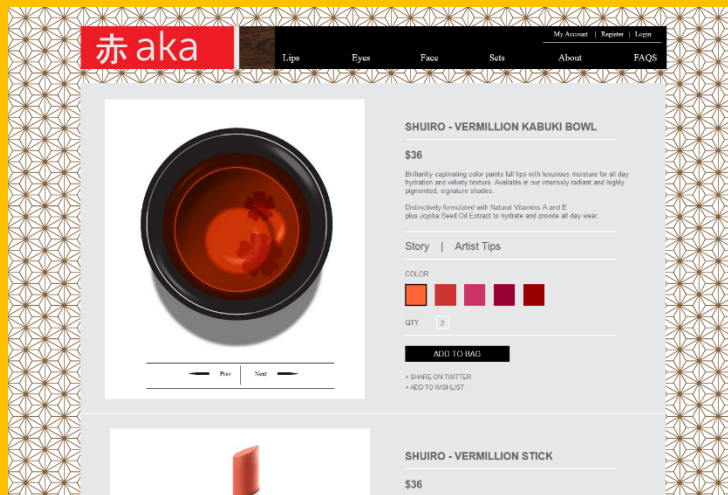 赤 aka
My Account | Register | Login
Lips Eyes Face Sets About FAQS
SHUIRO - VERMILLION KABUKI BOWL
$36
Brilliantly captivating color paints full lips with luxurious moisture for all day
hydration and velvety texture. Available in our intensely radiant and highly
pigmented, signature shades.
Distinctively formulated with Natural Vitamins A and E
plus Jojoba Seed Oil Extract to hydrate and provide all day wear.
Story | Artist Tips
COLOR
QTY 2
ADD TO BAG
+ SHARE ON TWITTER
+ ADD TO WISHLIST
Prev Next
SHUIRO - VERMILLION STICK
$36